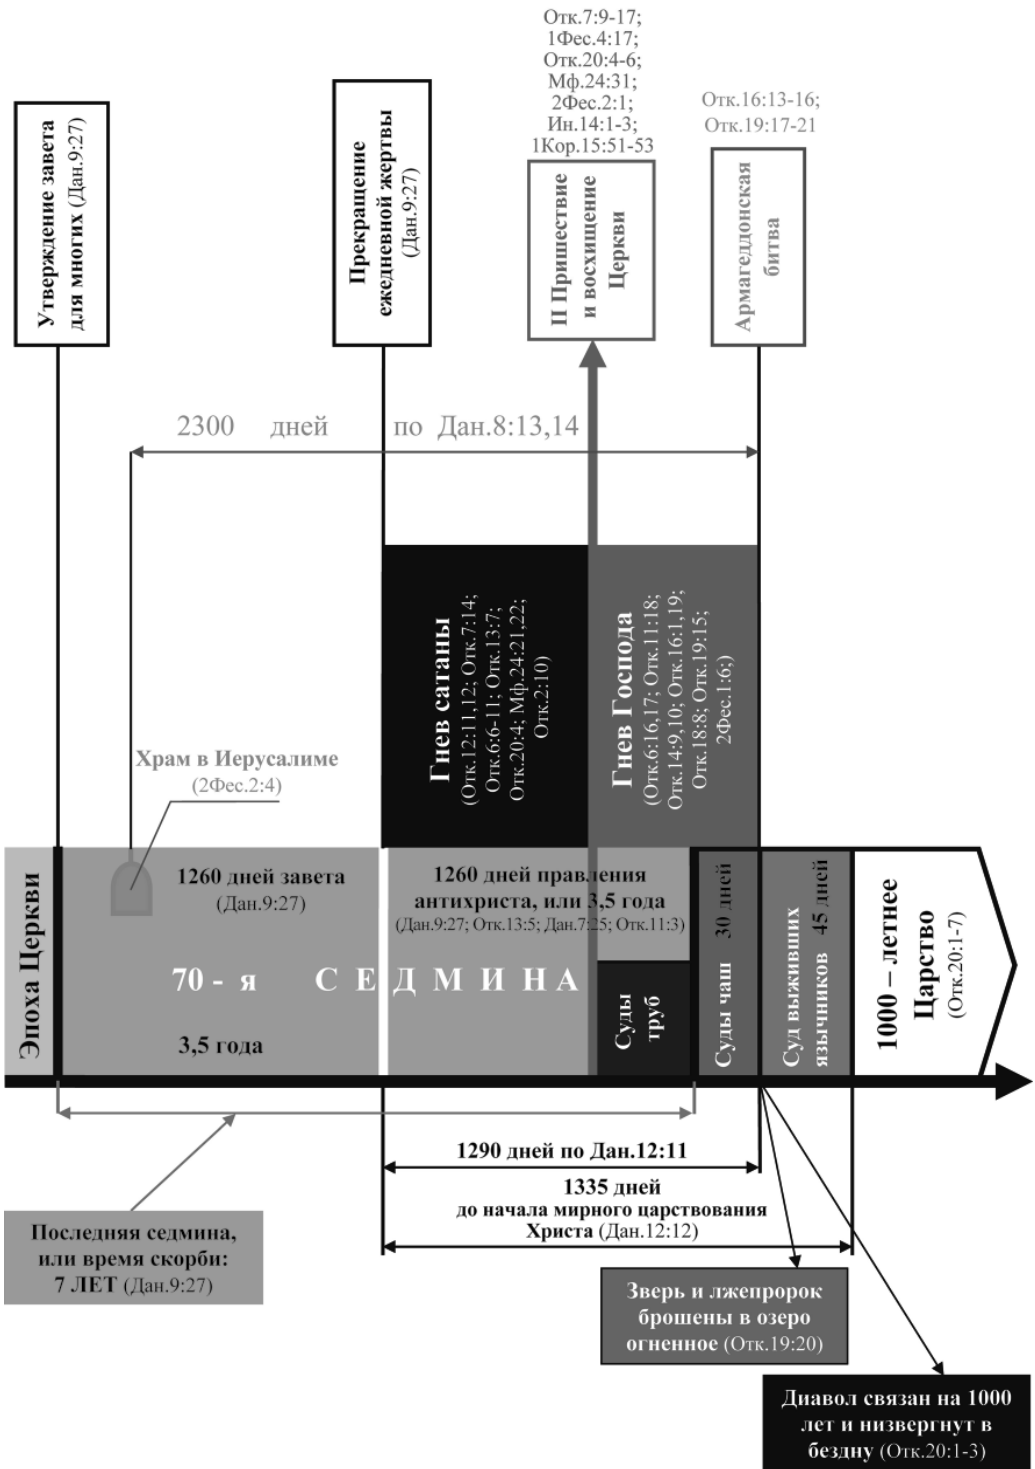 Отк.7:9-17;
1Фес.4:17;
Отк.20:4-6;
Мф.24:31;
2Фес.2:1;
Ин.14:1-3;
1Кор.15:51-53
Отк.16:13-16;
Отк.19:17-21
Утверждение завета
для многих (Дан.9:27)
Прекращение
ежедневной жертвы
(Дан.9:27)
II Пришествие
и восхищение
Церкви
Армагеддонская
битва
2300 дней по Дан.8:13,14
Гнев сатаны
(Отк.12:11,12; Отк.7:14;
Отк.6:6-11; Отк.13:7;
Отк.20:4; Мф.24:21,22;
Отк.2:10)
Гнев Господа
(Отк.6:16,17; Отк.11:18;
Отк.14:9,10; Отк.16:1,19;
Отк.18:8; Отк.19:15;
2Фес.1:6;)
Храм в Иерусалиме
(2Фес.2:4)
Эпоха Церкви
1260 дней завета
(Дан.9:27)
1260 дней правления
антихриста, или 3,5 года
(Дан.9:27; Отк.13:5; Дан.7:25; Отк.11:3)
70 - я СЕДМИНА
3,5 года
Суды
труб
Суды чаш 30 дней
Суд выживших
язычников 45 дней
1000 – летнее
Царство
(Отк.20:1-7)
1290 дней по Дан.12:11
1335 дней
до начала мирного царствования
Христа (Дан.12:12)
Последняя седмина,
или время скорби:
7 ЛЕТ (Дан.9:27)
Зверь и лжепророк
брошены в озеро
огненное (Отк.19:20)
Диавол связан на 1000
лет и низвергнут в
бездну (Отк.20:1-3)